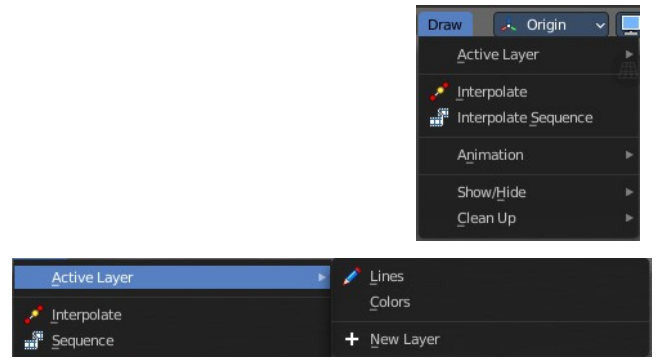 Draw Origin
Active Layer
Interpolate
Interpolate Sequence
Animation
Show/Hide
Clean Up
Active Layer Lines
Colors
Interpolate
Sequence New Layer